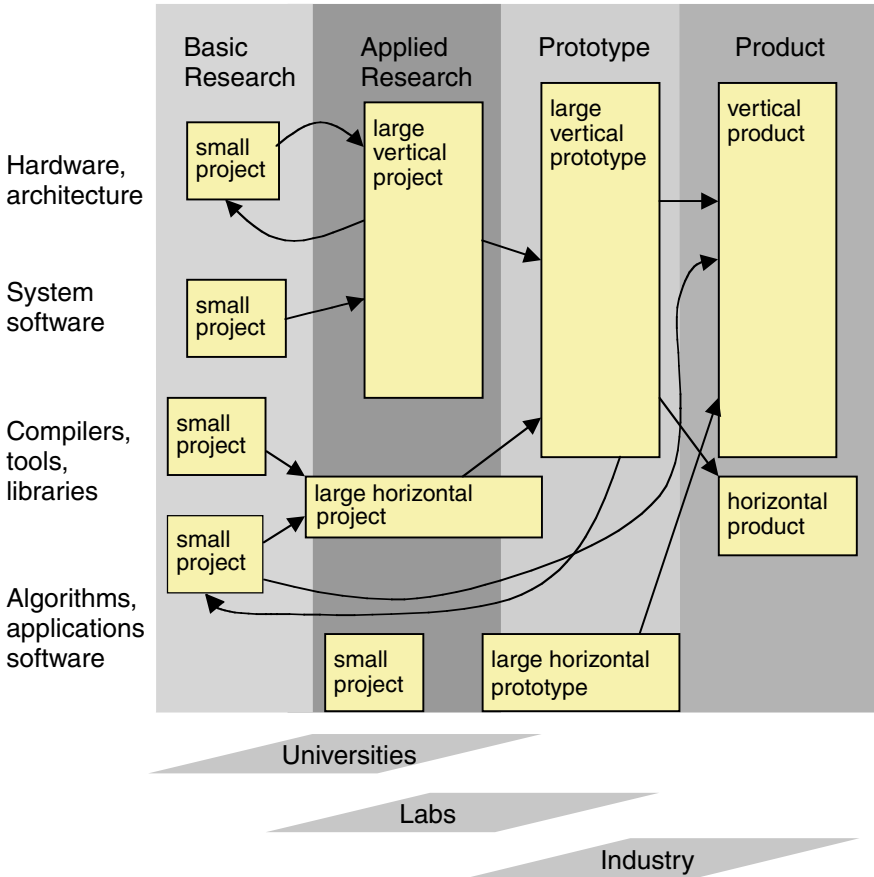 Basic
Research
Applied
Research
Prototype
Product
Hardware,
architecture
small
project
large
vertical
project
large
vertical
prototype
vertical
product
System
software
small
project
Compilers,
tools,
libraries
small
project
large horizontal
project
horizontal
product
small
project
Algorithms,
applications
software
small
project
large horizontal
prototype
Universities
Labs
Industry